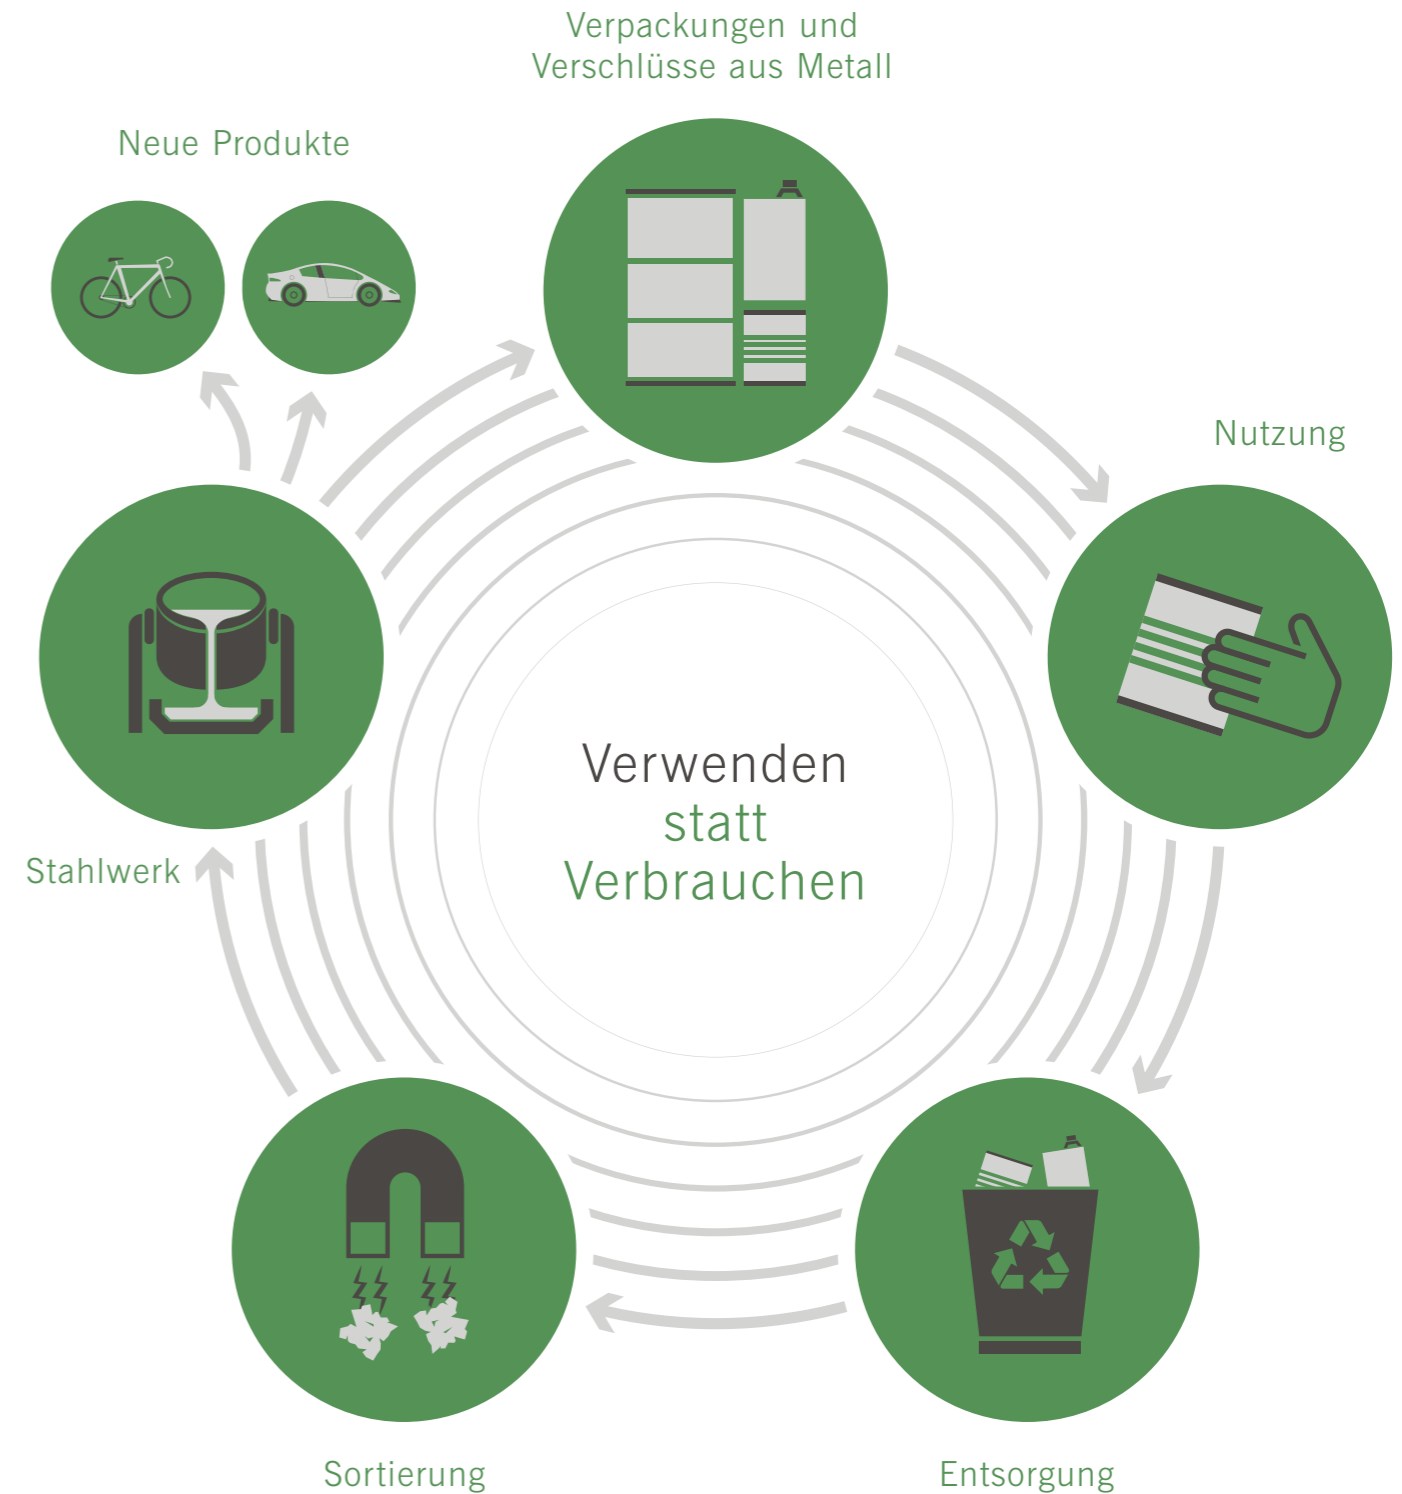 Verpackungen und
Verschlüsse aus Metall
Neue Produkte
Nutzung
Verwenden
statt
Verbrauchen
Stahlwerk
Sortierung
Entsorgung